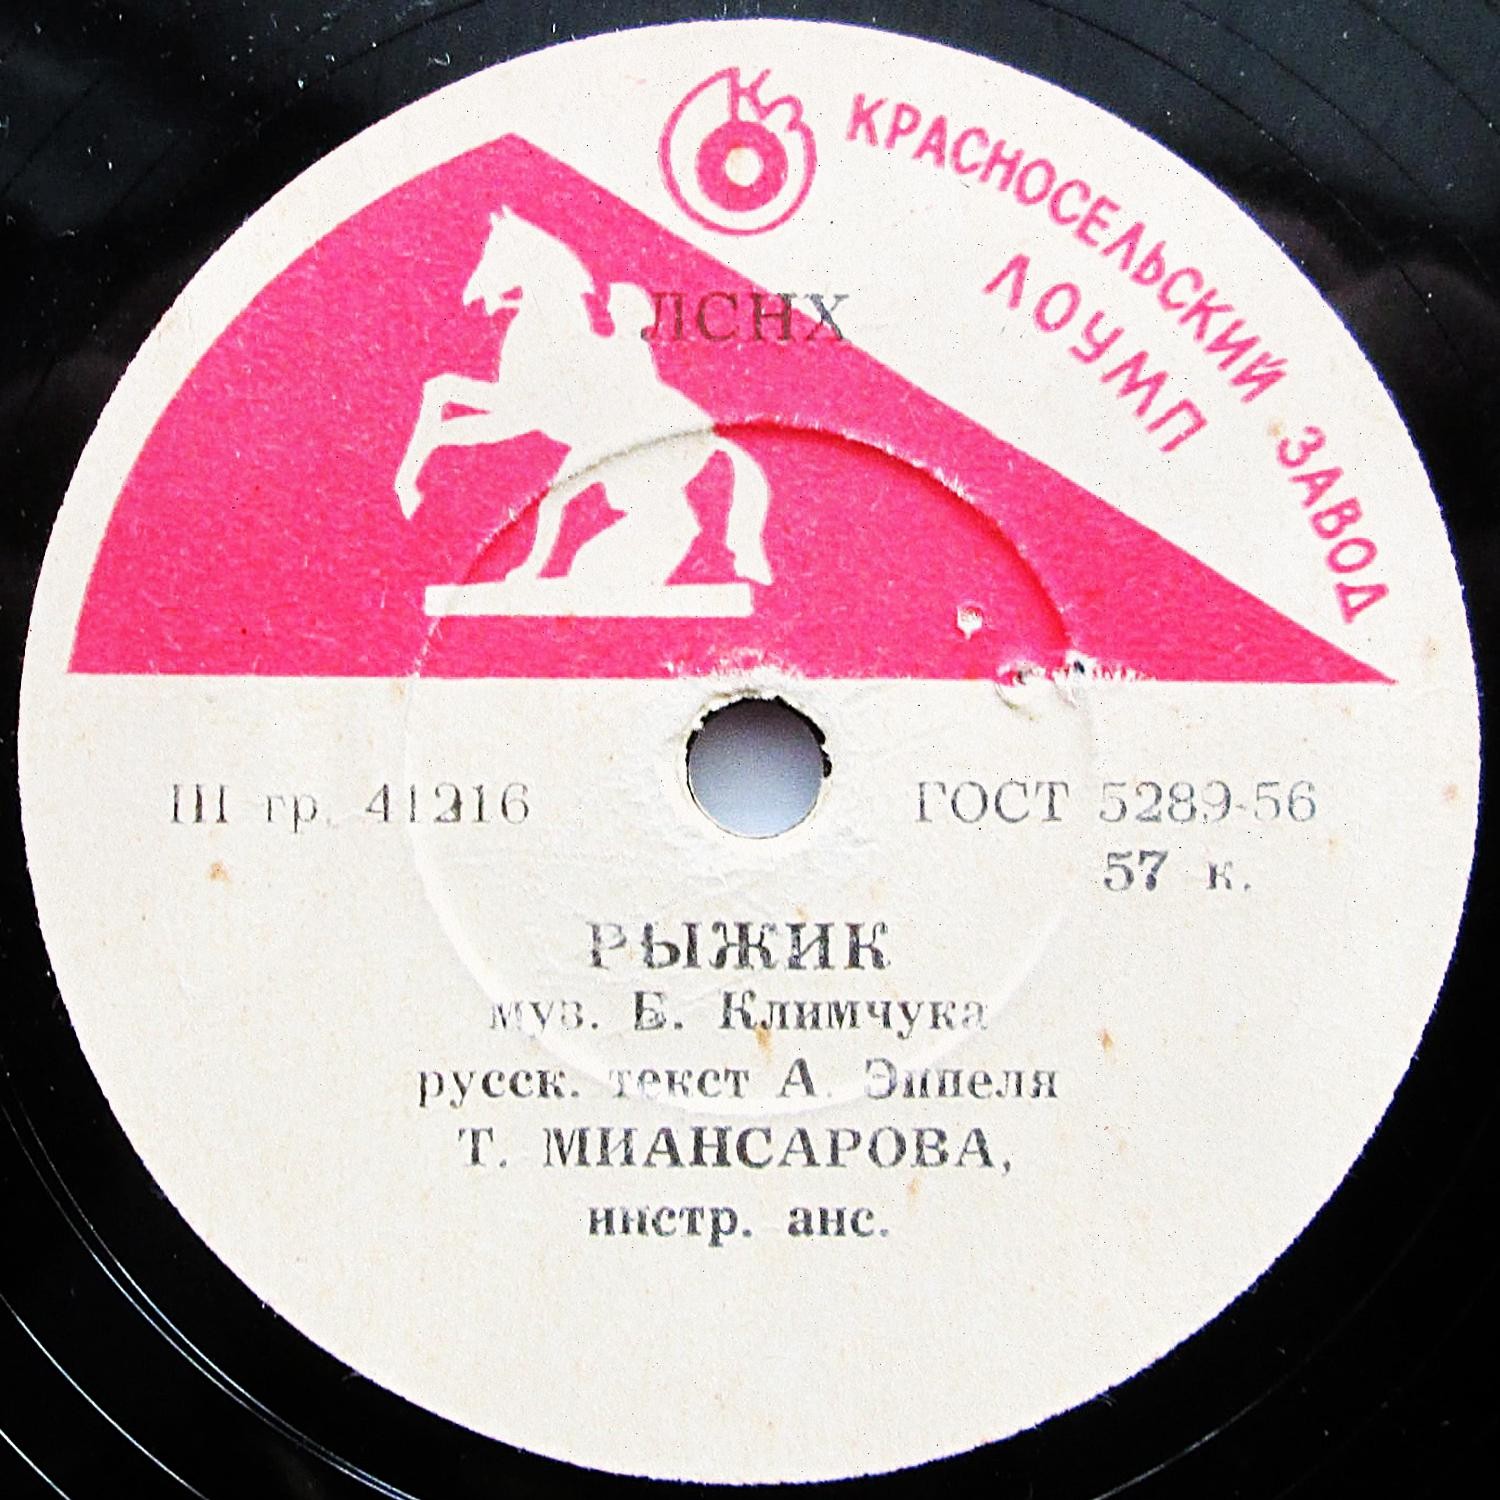 КЗ
КРАСНОСЕЛЬСКИЙ ЗАВОД
ЛОУМП
ЛСНХ
III гр. 41216
ГОСТ 5289-56
57 к.
РЫЖИК
муз. Б. Климчука
русск. текст А. Эппеля
Т. МИАНСАРОВА,
инстр. анс.